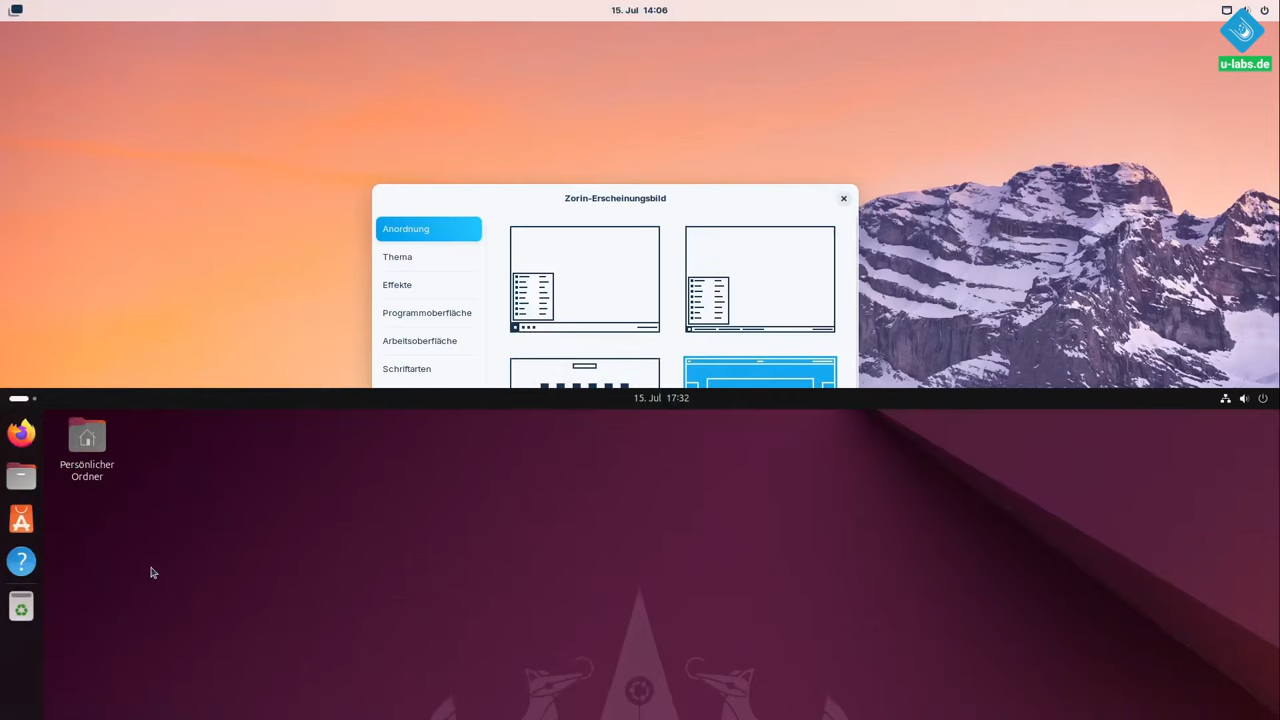 15. Jul 14:06
u-labs.de
Zorin-Erscheinungsbild
Anordnung
Thema
Effekte
Programmoberfläche
Arbeitsoberfläche
Schriftarten
15. Jul 17:32
Persönlicher
Ordner